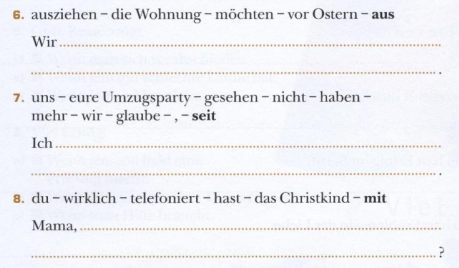 6. ausziehen – die Wohnung – möchten – vor Ostern – aus
Wir ........................................................................
........................................................................ .
7. uns – eure Umzugsparty – gesehen – nicht – haben –
mehr – wir – glaube – , – seit
Ich ........................................................................
........................................................................ .
8. du – wirklich – telefoniert – hast – das Christkind – mit
Mama, ........................................................................
........................................................................ ?